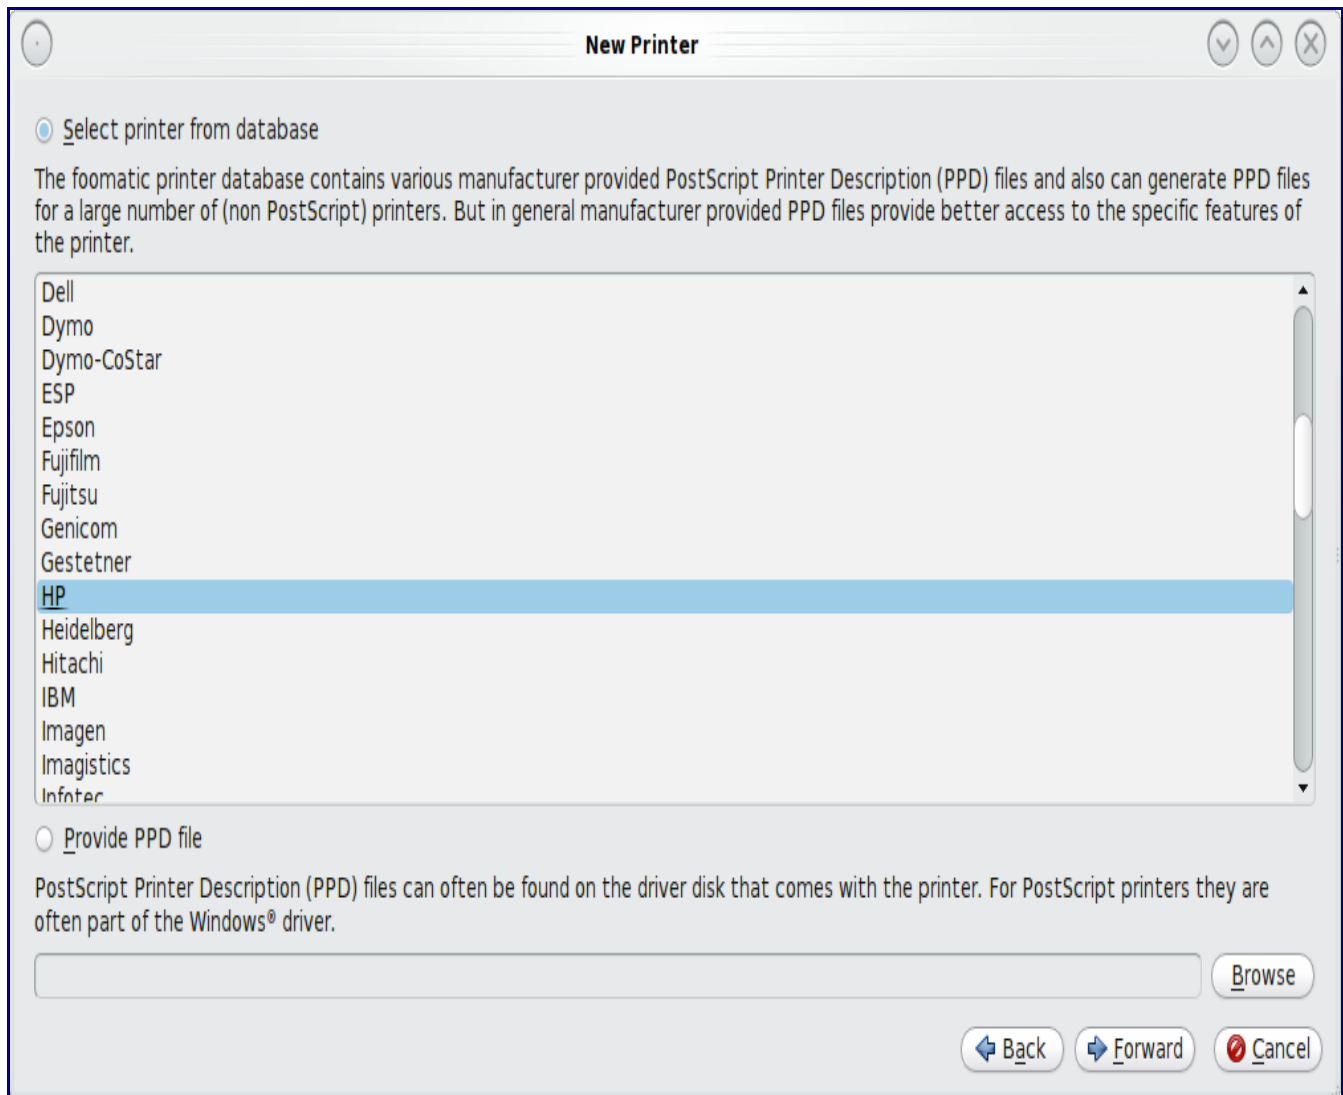 New Printer
Select printer from database
The foomatic printer database contains various manufacturer provided PostScript Printer Description (PPD) files and also can generate PPD files
for a large number of (non PostScript) printers. But in general manufacturer provided PPD files provide better access to the specific features of
the printer.
Dell
Dymo
Dymo-CoStar
ESP
Epson
Fujifilm
Fujitsu
Genicom
Gestetner
HP
Heidelberg
Hitachi
IBM
Imagen
Imagistics
Infotec
Provide PPD file
PostScript Printer Description (PPD) files can often be found on the driver disk that comes with the printer. For PostScript printers they are
often part of the Windows® driver.
Browse
Back Forward Cancel